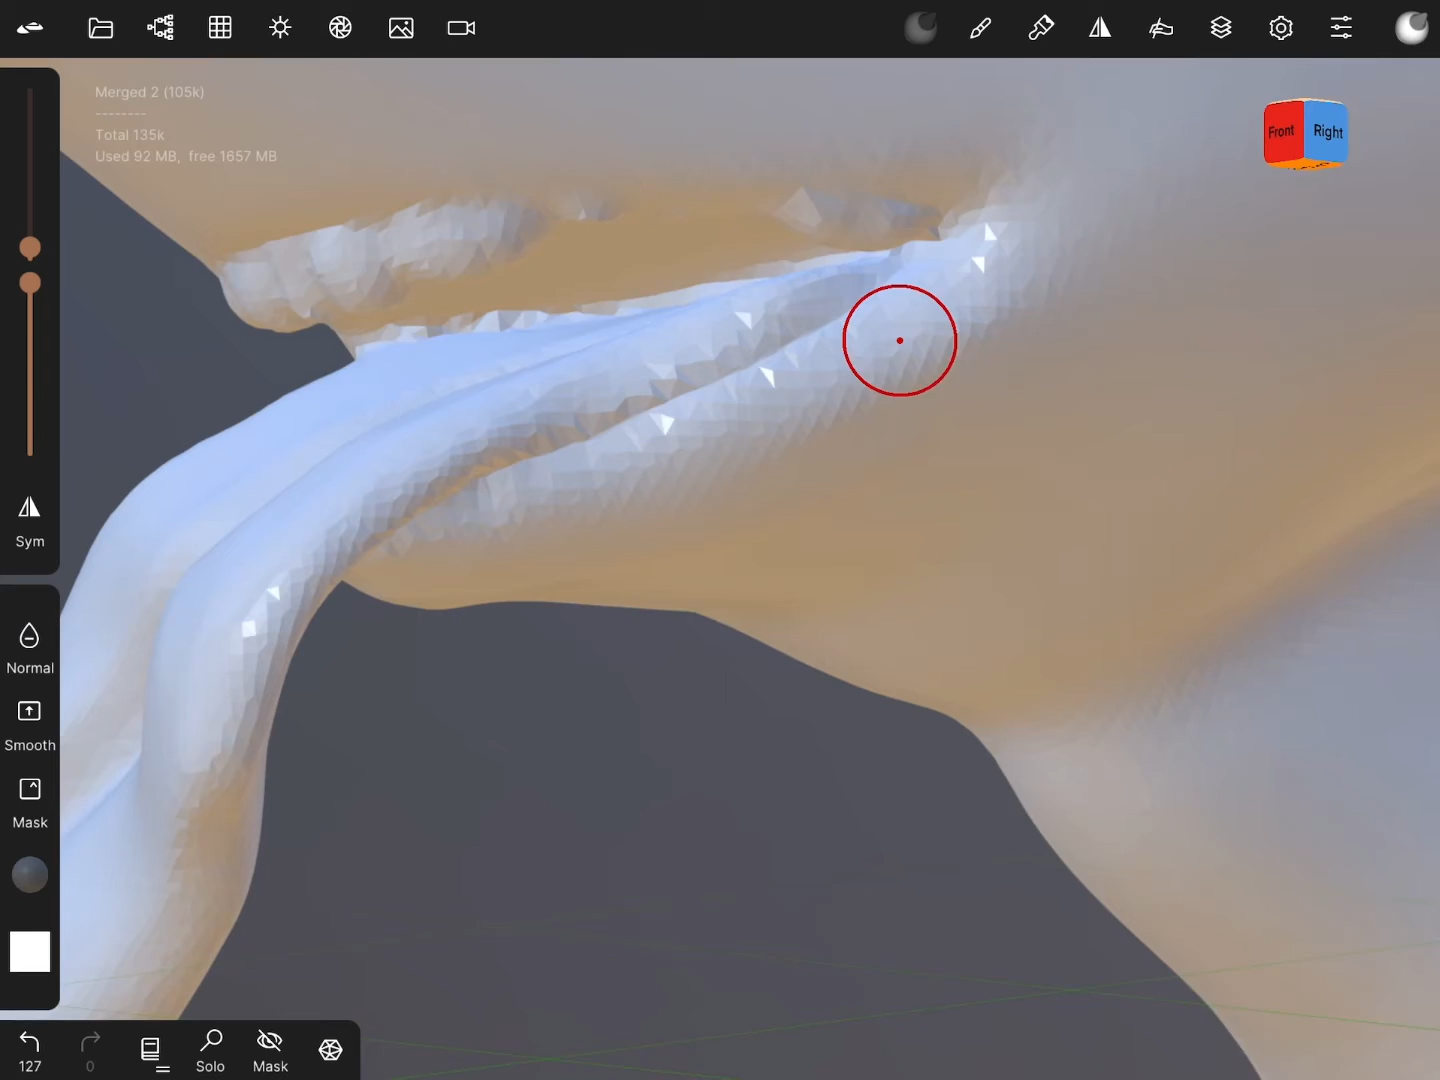 Merged 2 (105k)
--------
Total 135k
Used 92 MB, free 1657 MB
Front
Right
Sym
Normal
Smooth
Mask
127
0
Solo
Mask